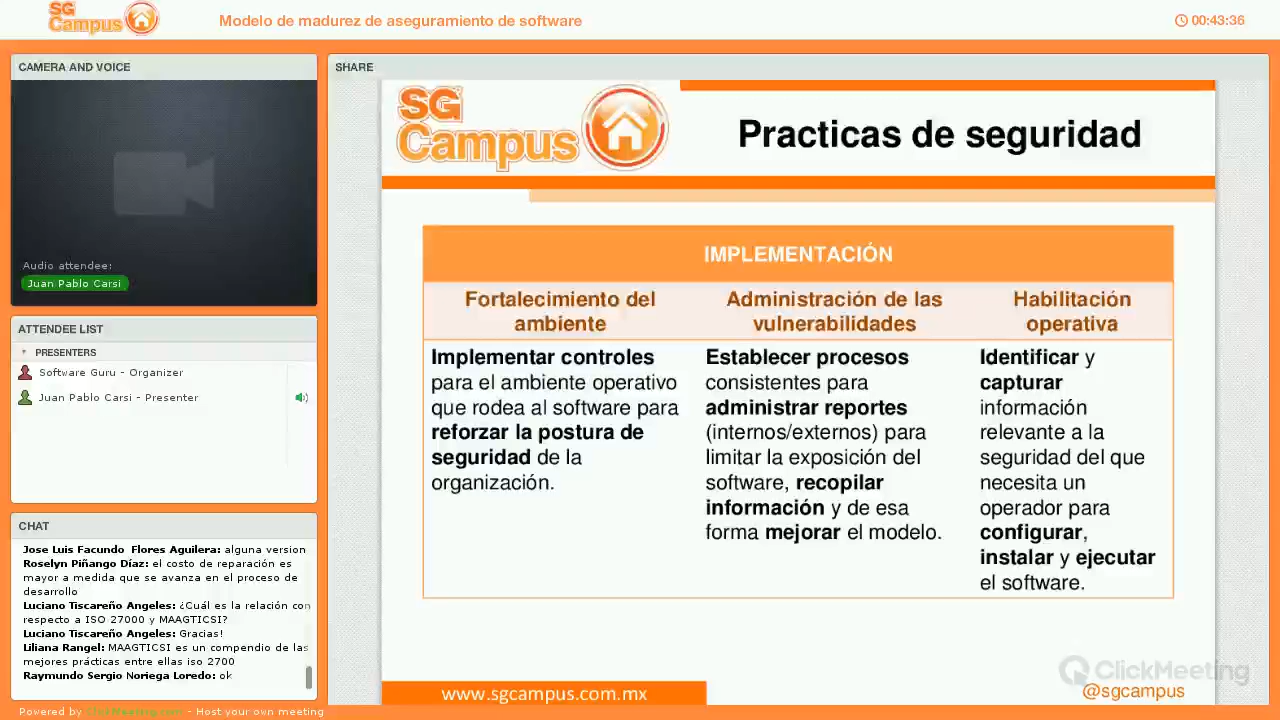 SG
Campus
Modelo de madurez de aseguramiento de software
00:43:36
CAMERA AND VOICE
Audio attendee:
Juan Pablo Carsi
ATTENDEE LIST
PRESENTERS
Software Guru - Organizer
Juan Pablo Carsi - Presenter
CHAT
Jose Luis Facundo Flores Aguilera: alguna version
Roselyn Piñango Díaz: el costo de reparación es
mayor a medida que se avanza en el proceso de
desarrollo
Luciano Tiscareño Angeles: ¿Cuál es la relación con
respecto a ISO 27000 y MAAGTICSI?
Luciano Tiscareño Angeles: Gracias!
Liliana Rangel: MAAGTICSI es un compendio de las
mejores prácticas entre ellas iso 2700
Raymundo Sergio Noriega Loredo: ok
Powered by ClickMeeting.com - Host your own meeting
SHARE
SG
Campus
Practicas de seguridad
IMPLEMENTACIÓN
Fortalecimiento del
ambiente
Implementar controles
para el ambiente operativo
que rodea al software para
reforzar la postura de
seguridad de la
organización.
Administración de las
vulnerabilidades
Establecer procesos
consistentes para
administrar reportes
(internos/externos) para
limitar la exposición del
software, recopilar
información y de esa
forma mejorar el modelo.
Habilitación
operativa
Identificar y
capturar
información
relevante a la
seguridad del que
necesita un
operador para
configurar,
instalar y ejecutar
el software.
www.sgcampus.com.mx
ClickMeeting
@sgcampus